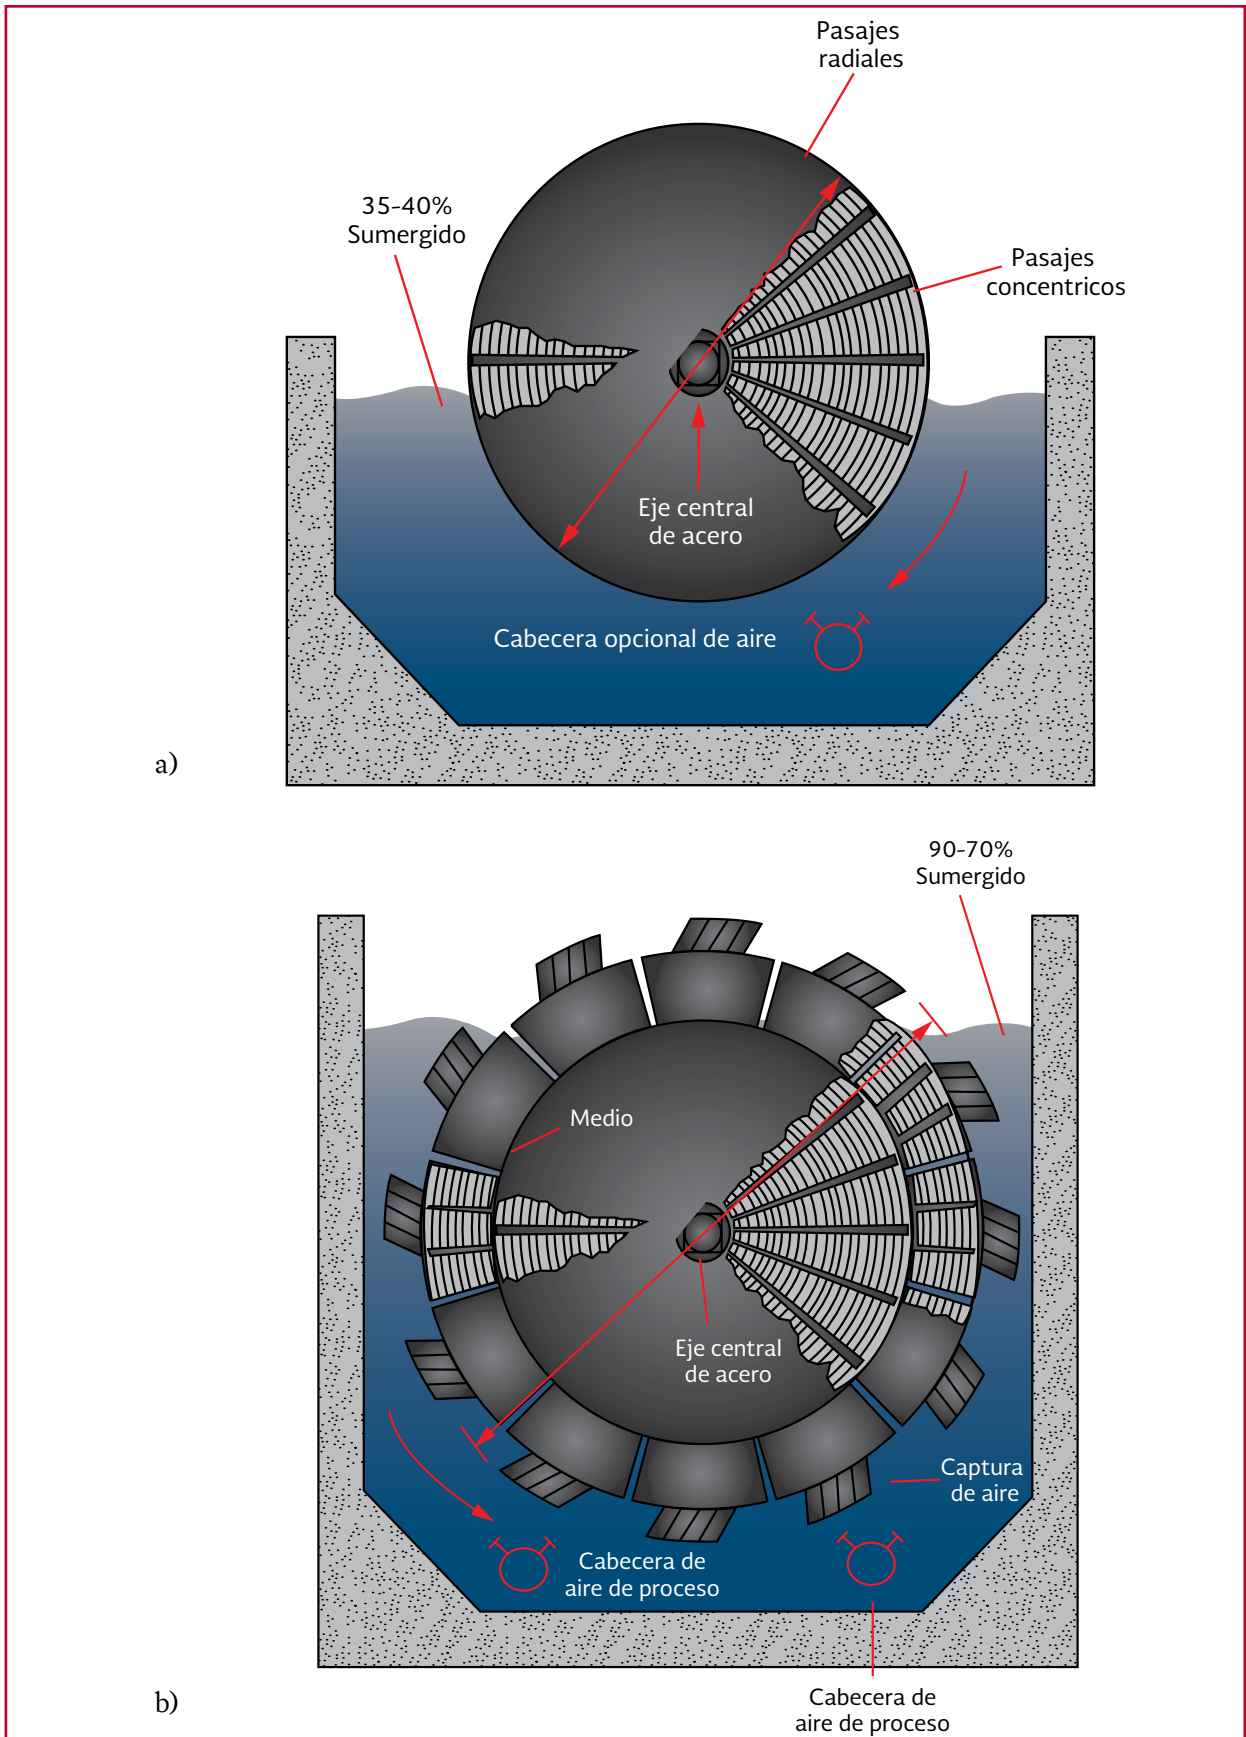 Pasajes
radiales
35-40%
Sumergido
Pasajes
concentricos
Eje central
de acero
Cabecera opcional de aire
a)
90-70%
Sumergido
Medio
Eje central
de acero
Captura
de aire
Cabecera de
aire de proceso
b)
Cabecera de
aire de proceso